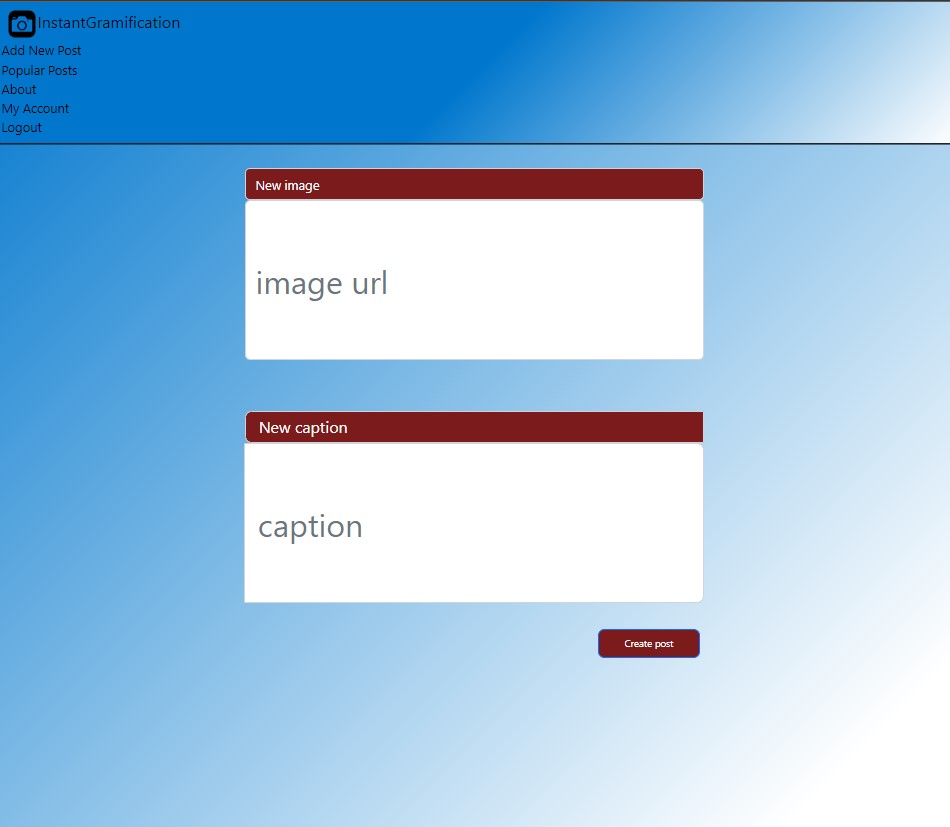 InstantGramification
Add New Post
Popular Posts
About
My Account
Logout
New image
image url
New caption
caption
Create post